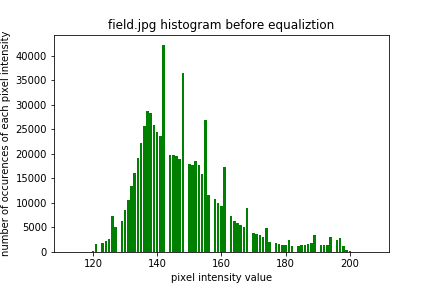 field.jpg histogram before equaliztion
number of occurences of each pixel intensity
40000
35000
30000
25000
20000
15000
10000
5000
0
120 140 160 180 200
pixel intensity value